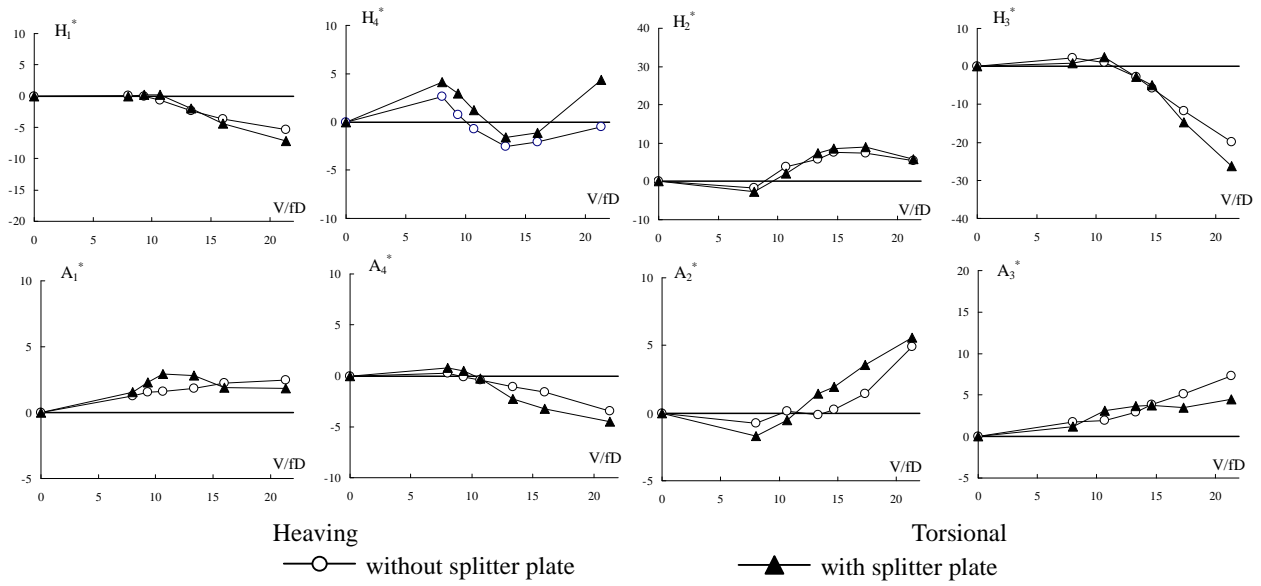 H₁* H₄* H₂* H₃*
10 10 40 10
5 5 30 0
0 0 20 -10
-5 -5 10 -20
-10 -10 0 -30
-15 -10 -40
-20
V/fD V/fD V/fD V/fD
0 5 10 15 20 0 5 10 15 20 0 5 10 15 20 0 5 10 15 20
A₁* A₄* A₂* A₃*
10 10 10 20
5 5 5 15
0 0 0 10
-5 -5 -5 5
-10 0
-5
V/fD V/fD V/fD V/fD
0 5 10 15 20 0 5 10 15 20 0 5 10 15 20 0 5 10 15 20
Heaving Torsional
without splitter plate with splitter plate